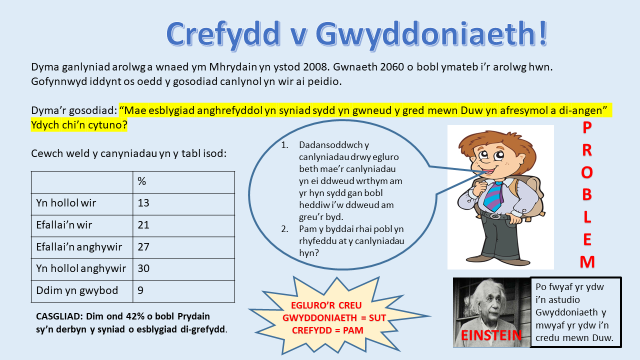 Crefydd v Gwyddoniaeth!
Dyma ganlyniad arolwg a wnaed ym Mhrydain yn ystod 2008. Gwnaeth 2060 o bobl ymateb i'r arolwg hwn.
Gofynnwyd iddynt os oedd y gosodiad canlynol yn wir ai peidio.
Dyma'r gosodiad: "Mae esblygiad anghrefyddol yn syniad sydd yn gwneud y gred mewn Duw yn afresymol a di-angen"
Ydych chi'n cytuno?
Cewch weld y canyniadau yn y tabl isod:
%
Yn hollol wir 13
Efallai'n wir 21
Efallai'n anghywir 27
Yn hollol anghywir 30
Ddim yn gwybod 9
CASGLIAD: Dim ond 42% o bobl Prydain
sy'n derbyn y syniad o esblygiad di-grefydd.
1. Dadansoddwch y
canlyniadau drwy egluro
beth mae'r canlyniadau
yn ei ddweud wrthym am
yr hyn sydd gan bobl
heddiw i'w ddweud am
greu'r byd.
2. Pam y byddai rhai pobl yn
rhyfeddu at y canlyniadau
hyn?
P
R
O
B
L
E
M
EGLURO'R CREU
GWYDDONIAETH = SUT
CREFYDD = PAM
EINSTEIN
Po fwyaf yr ydw
i'n astudio
Gwyddoniaeth y
mwyaf yr ydw i'n
credu mewn Duw.